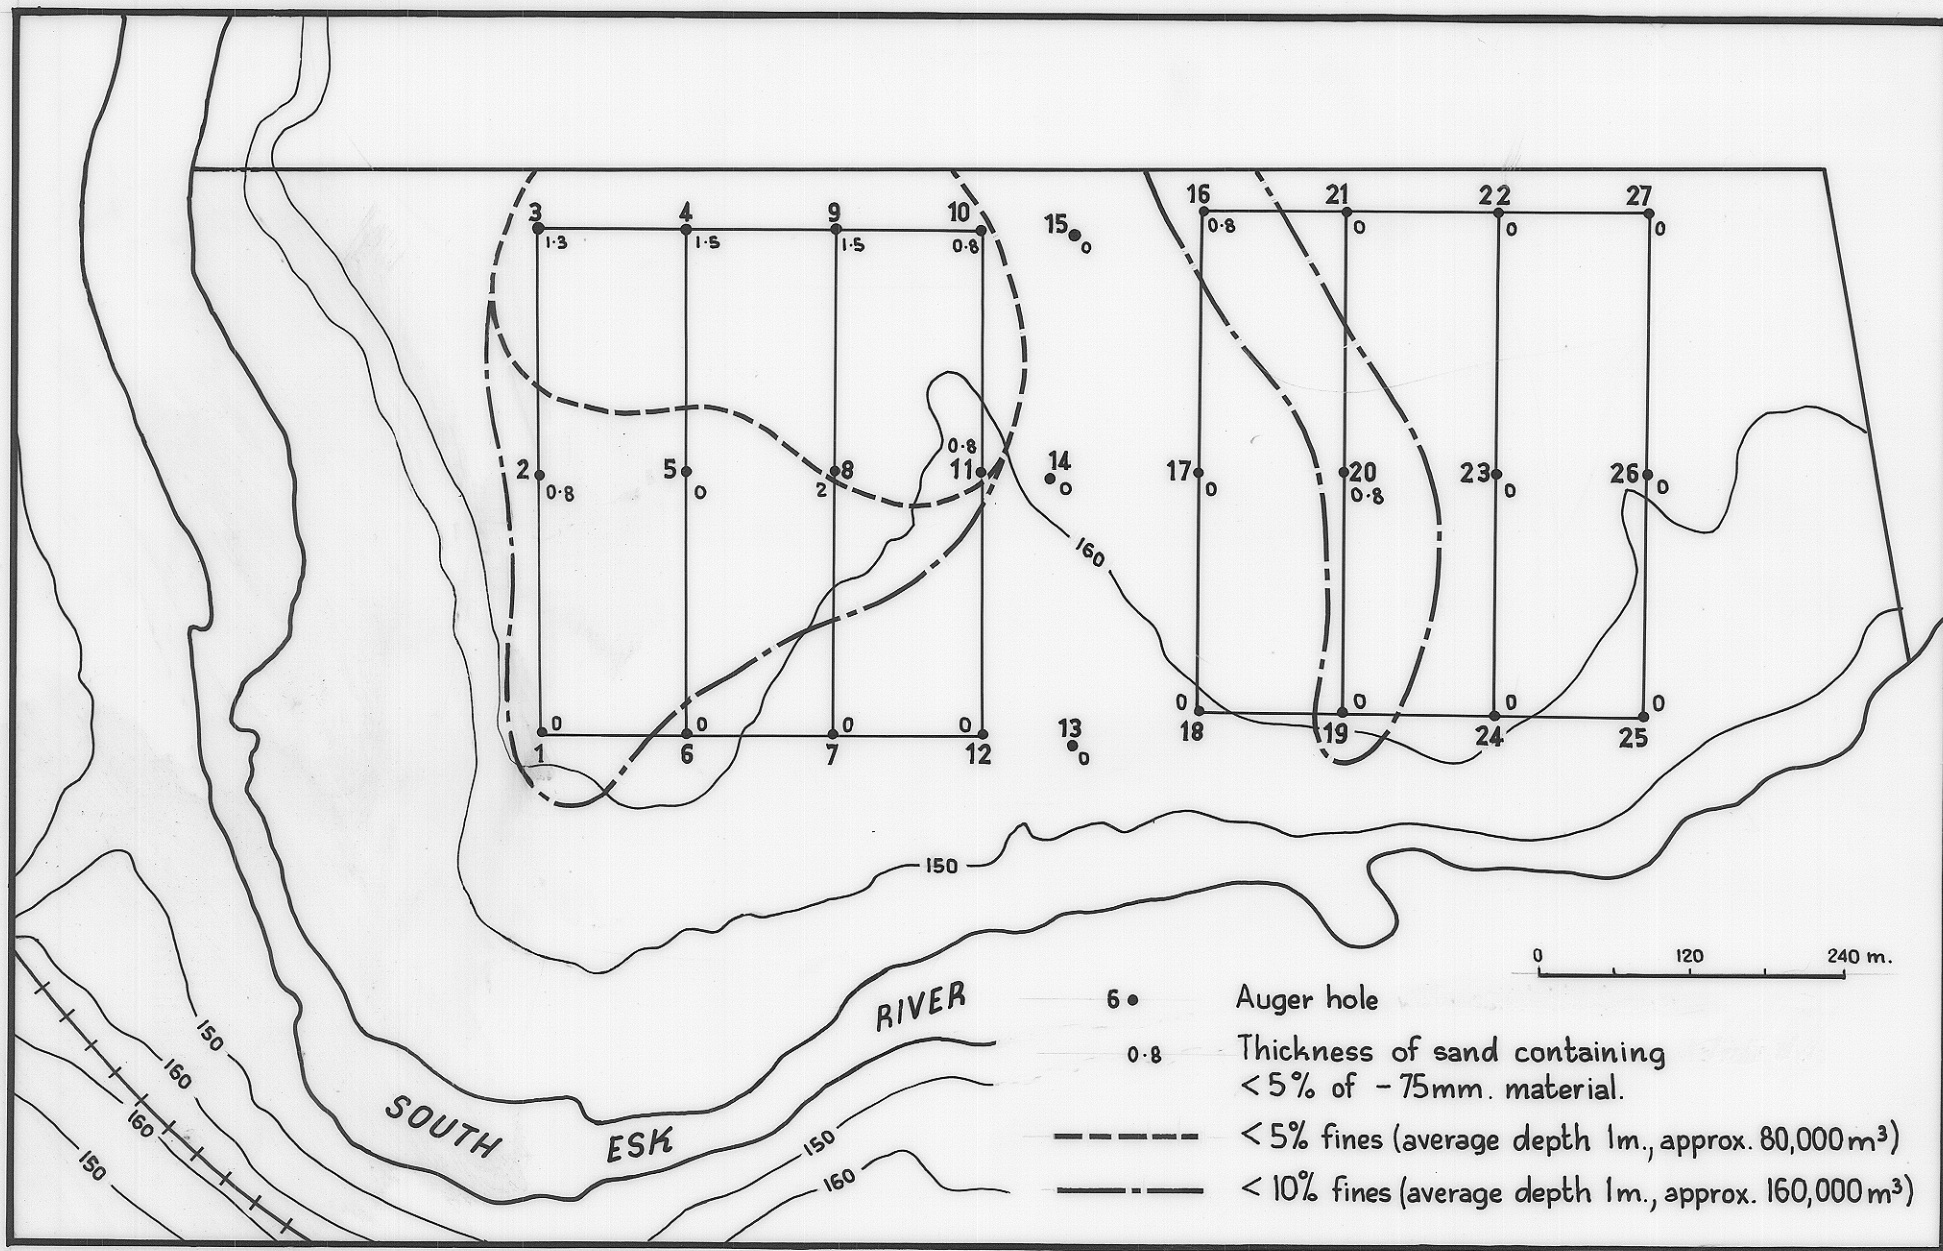 16 21 22 27
0.8 0 0 0
3 4 9 10 15
1.3 1.5 1.5 0.8 0
0.8
2 5 8 11 14 17 20 23 26
0.8 0 2 0 0 0.8 0 0
160
0 0 0 0
18 19 24 25
0 0 0 0
1 6 7 12 13
0
150
0 120 240 m.
6 Auger hole
RIVER
150
160
0.8 Thickness of sand containing
<5% of -75mm. material.
SOUTH
ESK
160
150
150
160
<5% fines (average depth 1m., approx. 80,000m³)
<10% fines (average depth 1m., approx. 160,000m³)